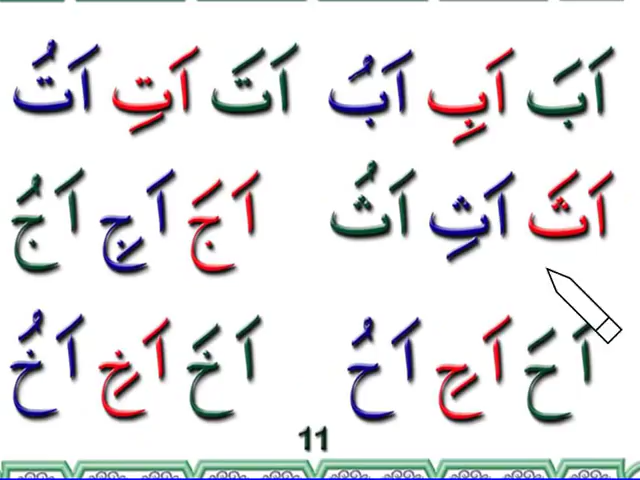 اَبَ اَبِ اَبُ اَتَ اَتِ اَتُ
اَثَ اَثِ اَثُ اَجَ اَجِ اَجُ
اَحَ اَحِ اَحُ اَخَ اَخِ اَخُ
11